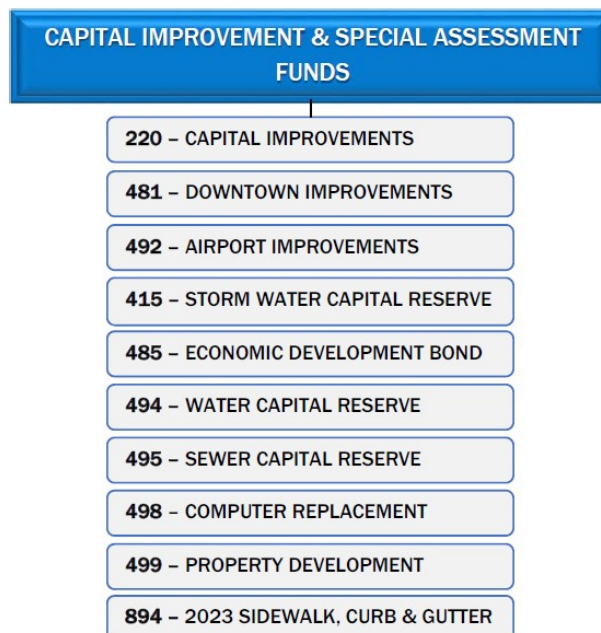 CAPITAL IMPROVEMENT & SPECIAL ASSESSMENT
FUNDS
220 – CAPITAL IMPROVEMENTS
481 – DOWNTOWN IMPROVEMENTS
492 – AIRPORT IMPROVEMENTS
415 – STORM WATER CAPITAL RESERVE
485 – ECONOMIC DEVELOPMENT BOND
494 – WATER CAPITAL RESERVE
495 – SEWER CAPITAL RESERVE
498 – COMPUTER REPLACEMENT
499 – PROPERTY DEVELOPMENT
894 – 2023 SIDEWALK, CURB & GUTTER